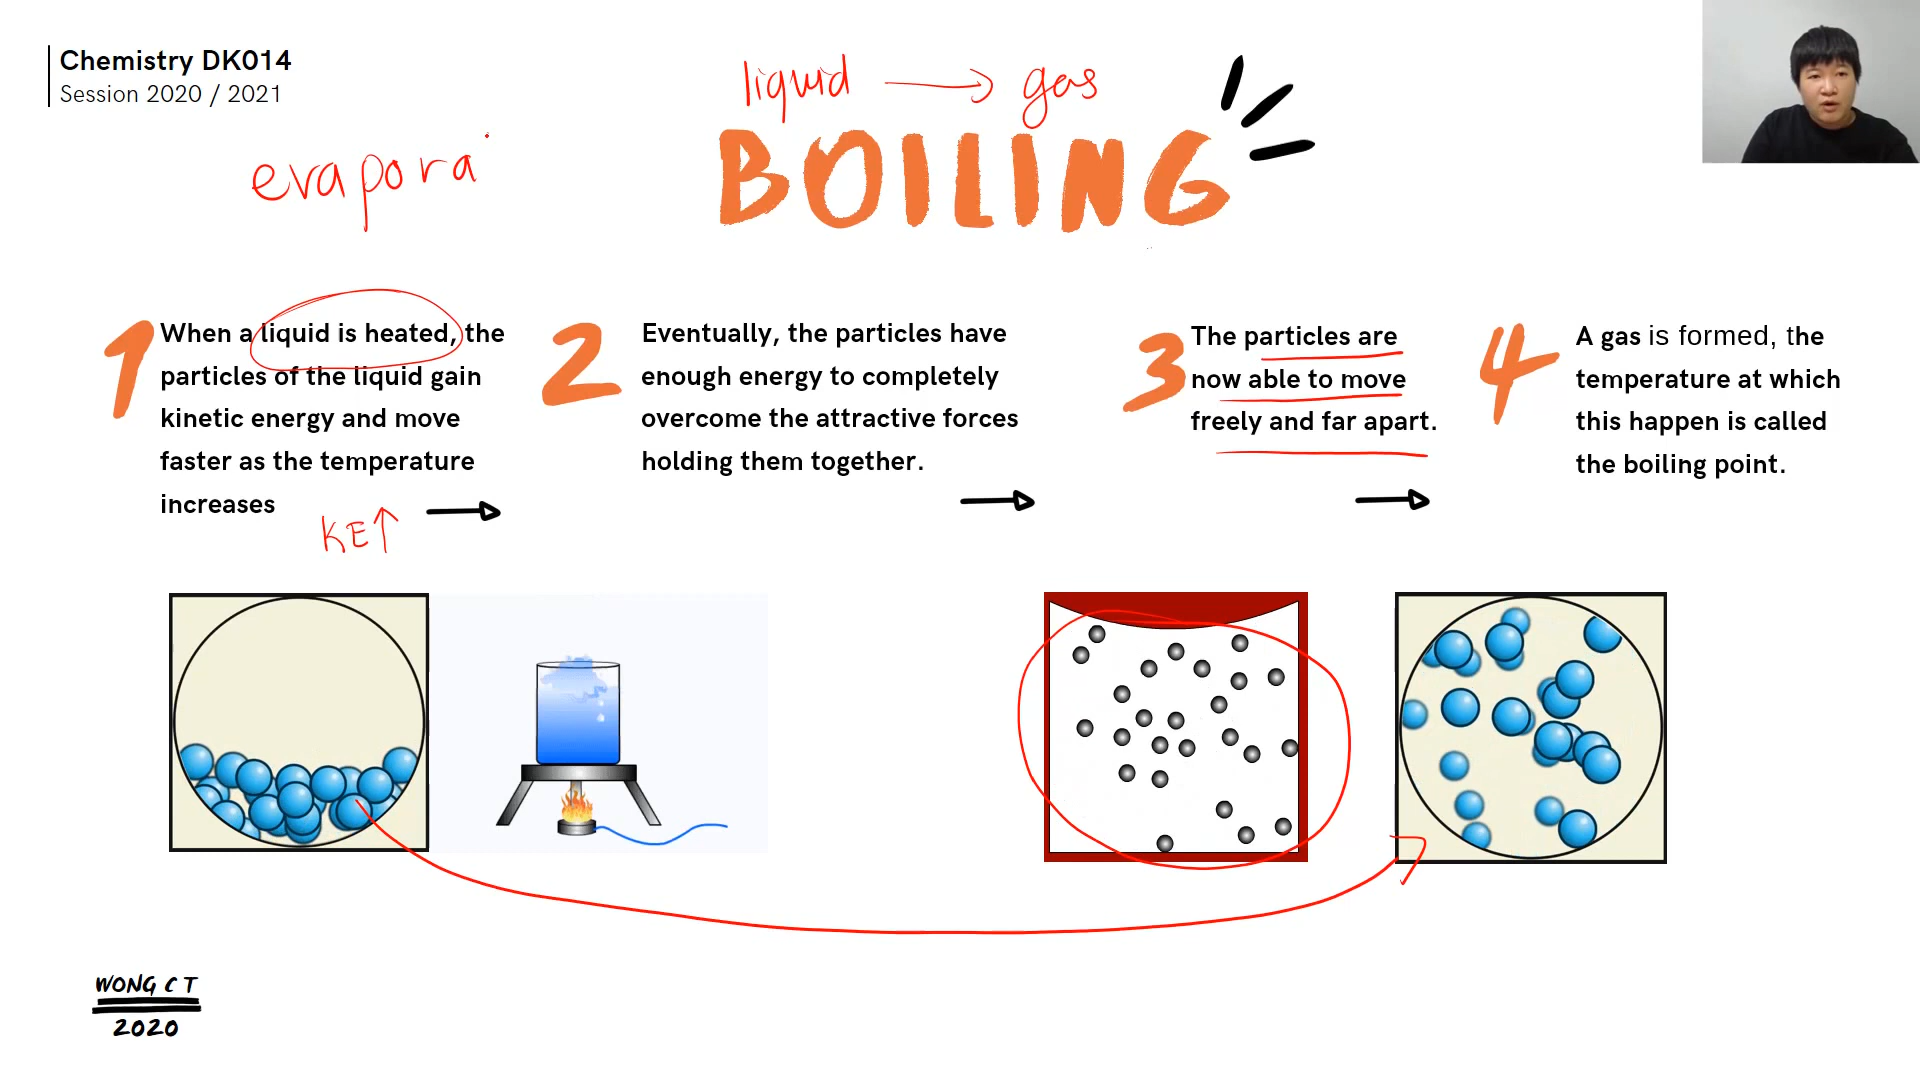 Chemistry DK014
Session 2020 / 2021
liquid → gas
evapora
BOILING
1
When a liquid is heated, the
particles of the liquid gain
kinetic energy and move
faster as the temperature
increases
KE↑
2
Eventually, the particles have
enough energy to completely
overcome the attractive forces
holding them together.
3
The particles are
now able to move
freely and far apart.
4
A gas is formed, the
temperature at which
this happen is called
the boiling point.
WONG C T
2020